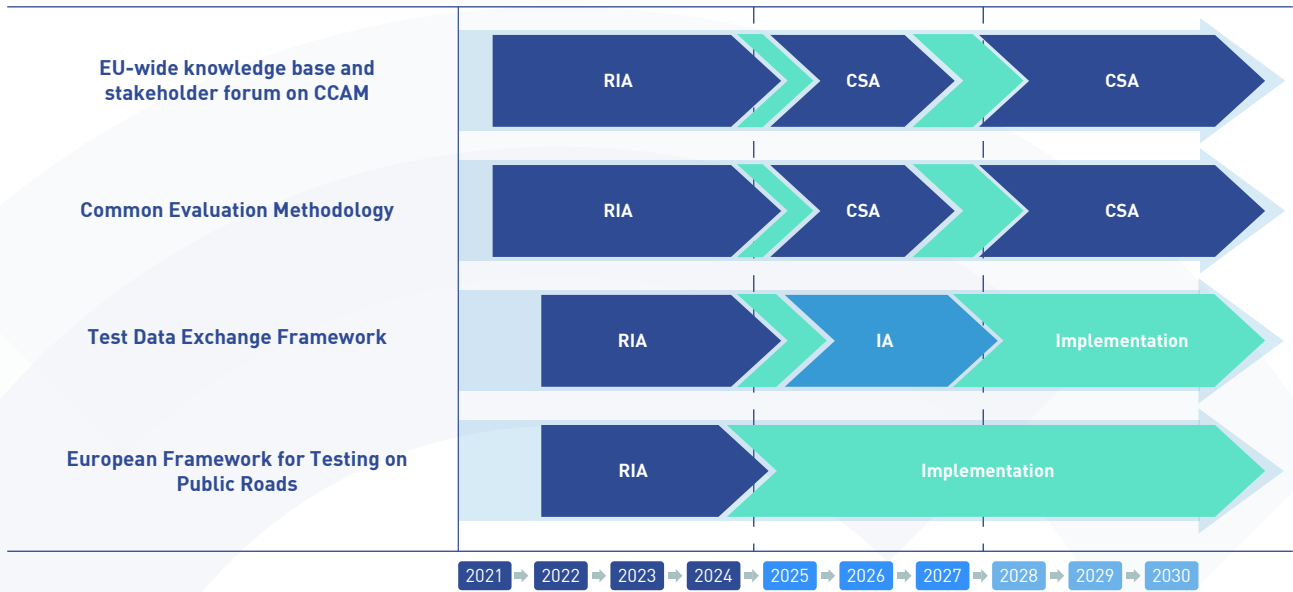 EU-wide knowledge base and
stakeholder forum on CCAM
RIA
CSA
CSA
Common Evaluation Methodology
RIA
CSA
CSA
Test Data Exchange Framework
RIA
IA
Implementation
European Framework for Testing on
Public Roads
RIA
Implementation
2021 2022 2023 2024 2025 2026 2027 2028 2029 2030